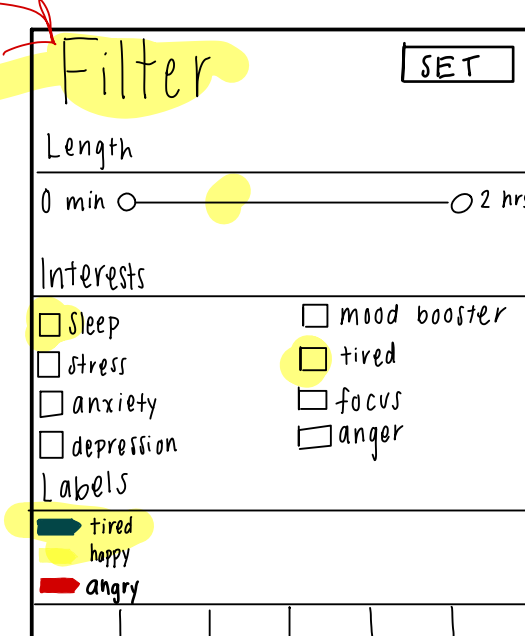 Filter
SET
Length
0 min
2 hrs
Interests
sleep
mood booster
stress
tired
anxiety
focus
depression
anger
Labels
tired
happy
angry